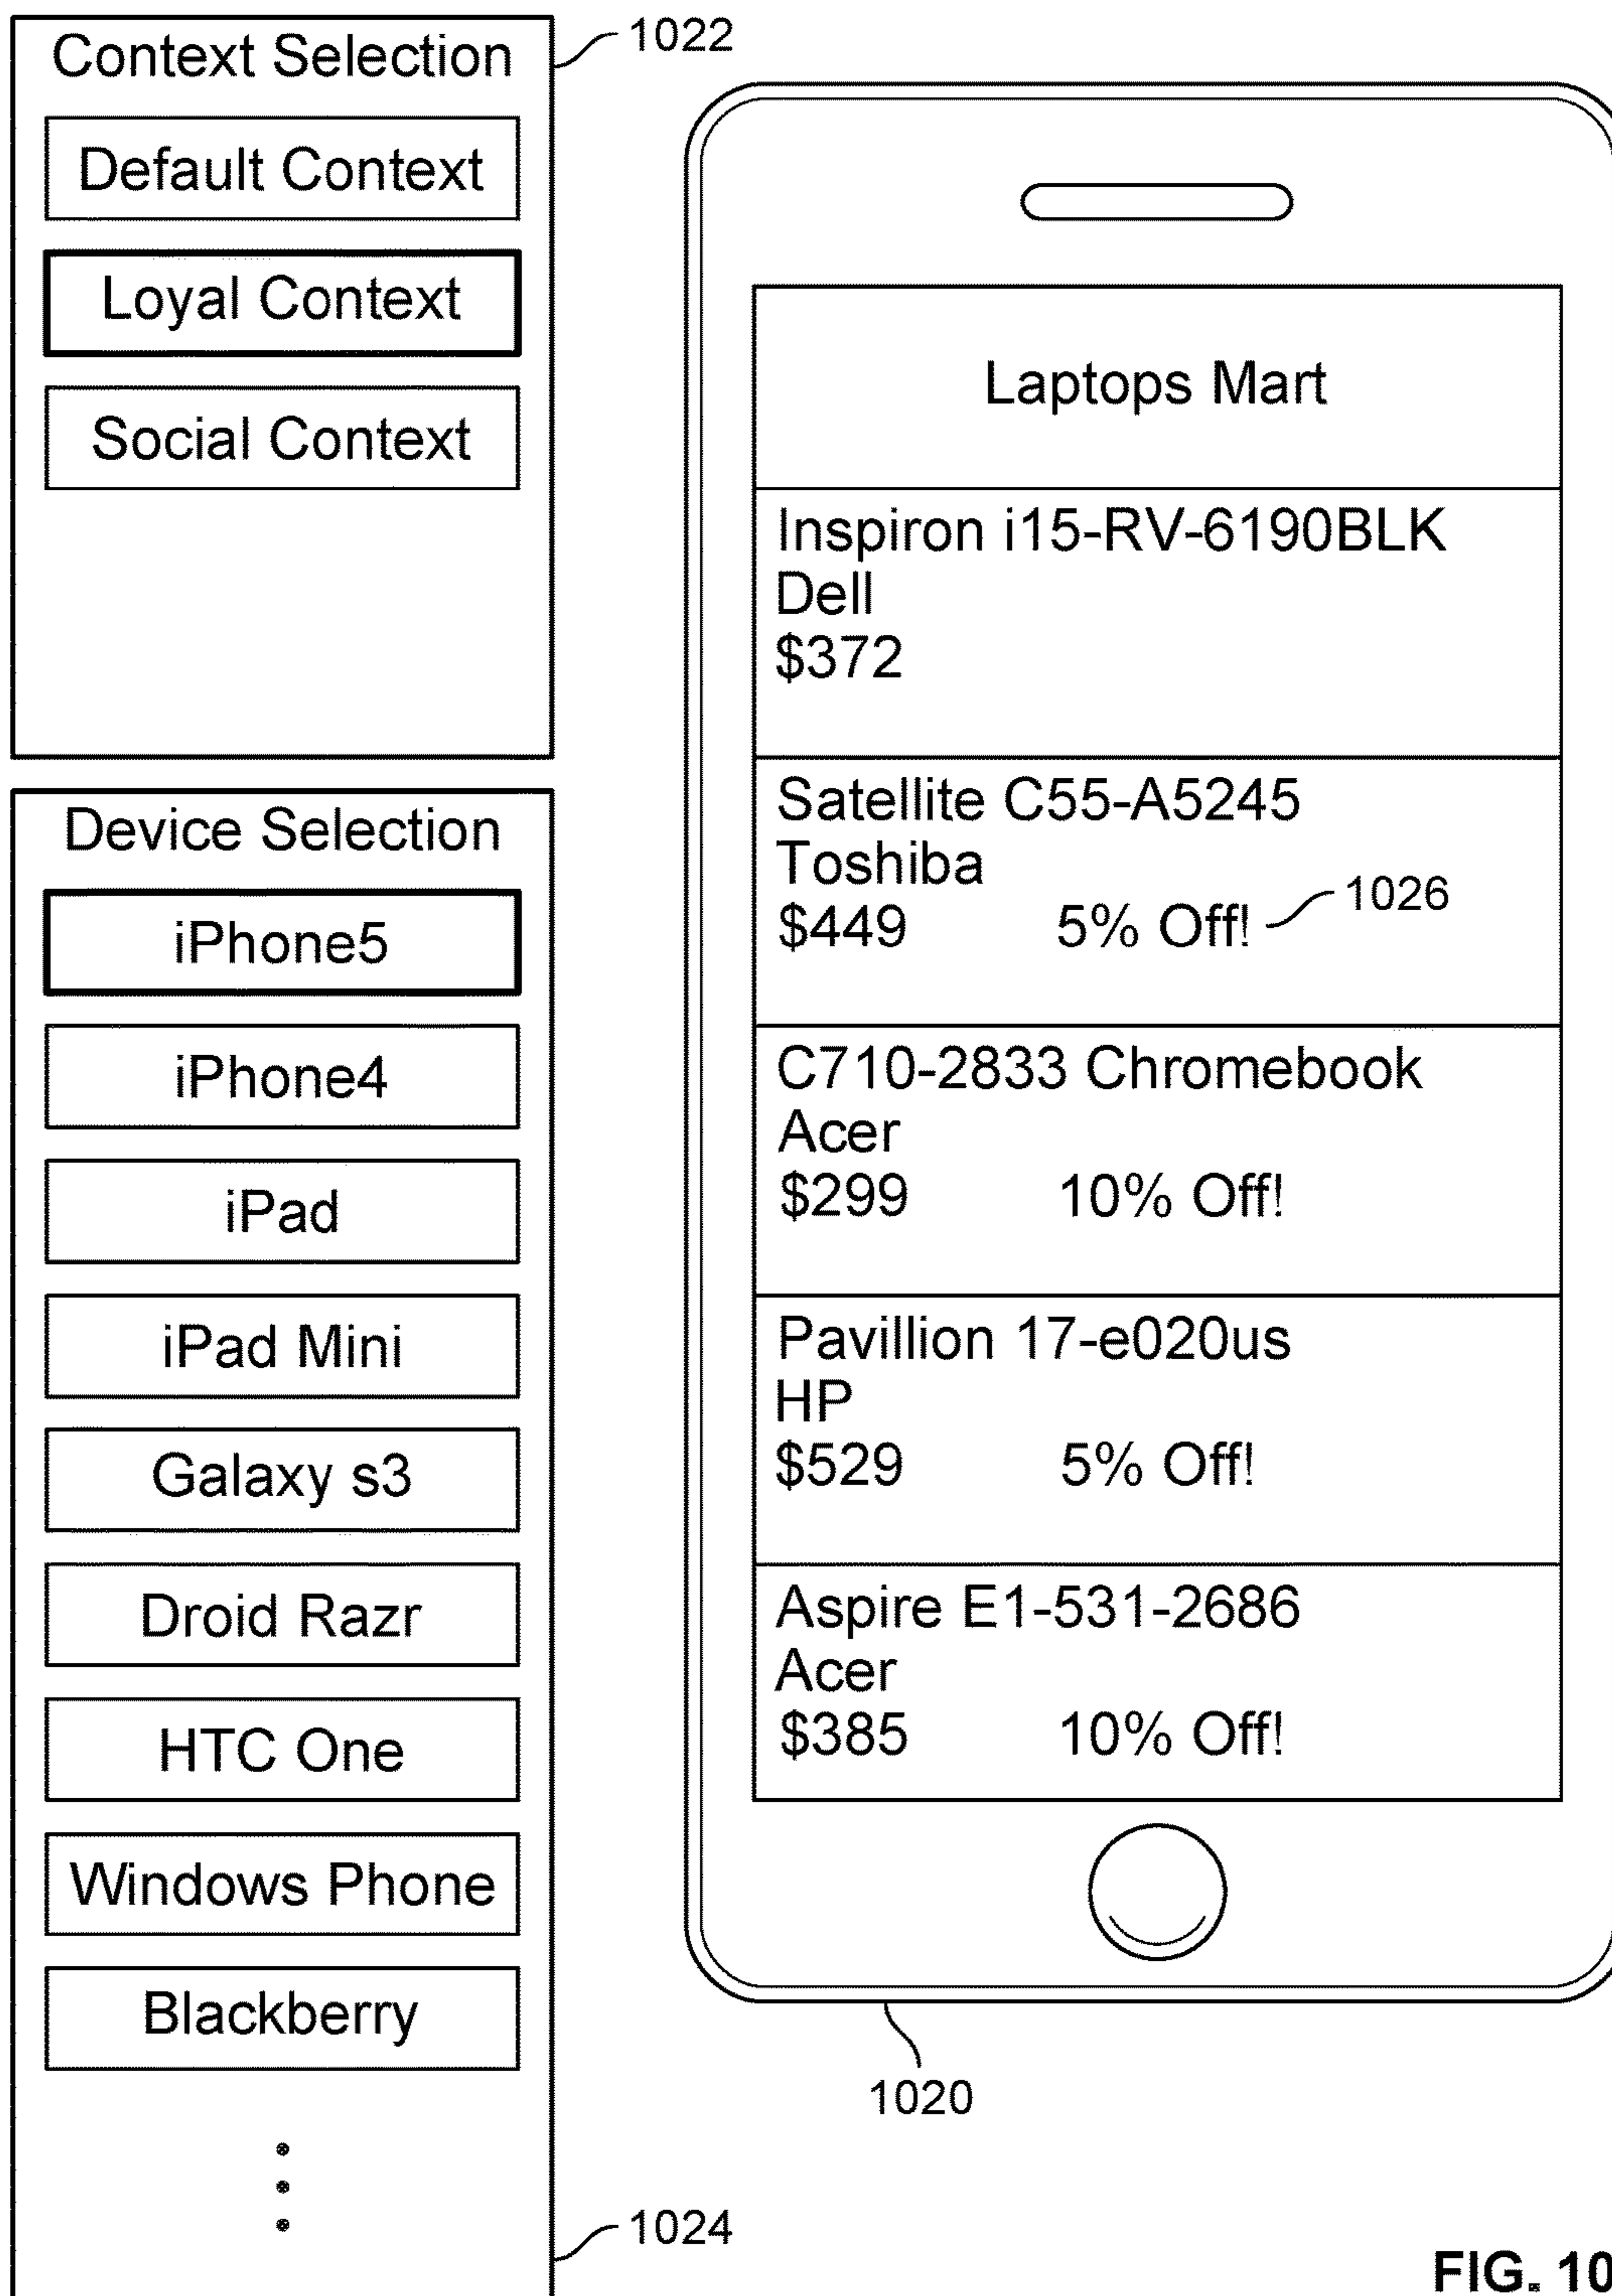 Context Selection
1022
Default Context
Loyal Context
Social Context
Device Selection
iPhone5
iPhone4
iPad
iPad Mini
Galaxy s3
Droid Razr
HTC One
Windows Phone
Blackberry
1024
Laptops Mart
Inspiron i15-RV-6190BLK
Dell
$372
Satellite C55-A5245
Toshiba
$449 5% Off!
1026
C710-2833 Chromebook
Acer
$299 10% Off!
Pavillion 17-e020us
HP
$529 5% Off!
Aspire E1-531-2686
Acer
$385 10% Off!
1020
FIG. 10